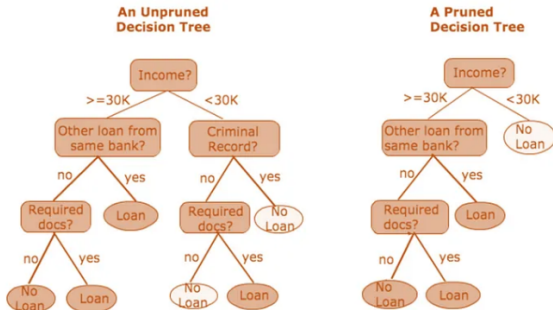 An Unpruned
Decision Tree
Income?
>=30K
<30K
Other loan from
same bank?
Criminal
Record?
no
yes
no
yes
Required
docs?
Loan
Required
docs?
No
Loan
no
yes
no
yes
No
Loan
Loan
No
Loan
Loan
A Pruned
Decision Tree
Income?
>=30K
<30K
Other loan from
same bank?
No
Loan
no
yes
Required
docs?
Loan
no
yes
No
Loan
Loan